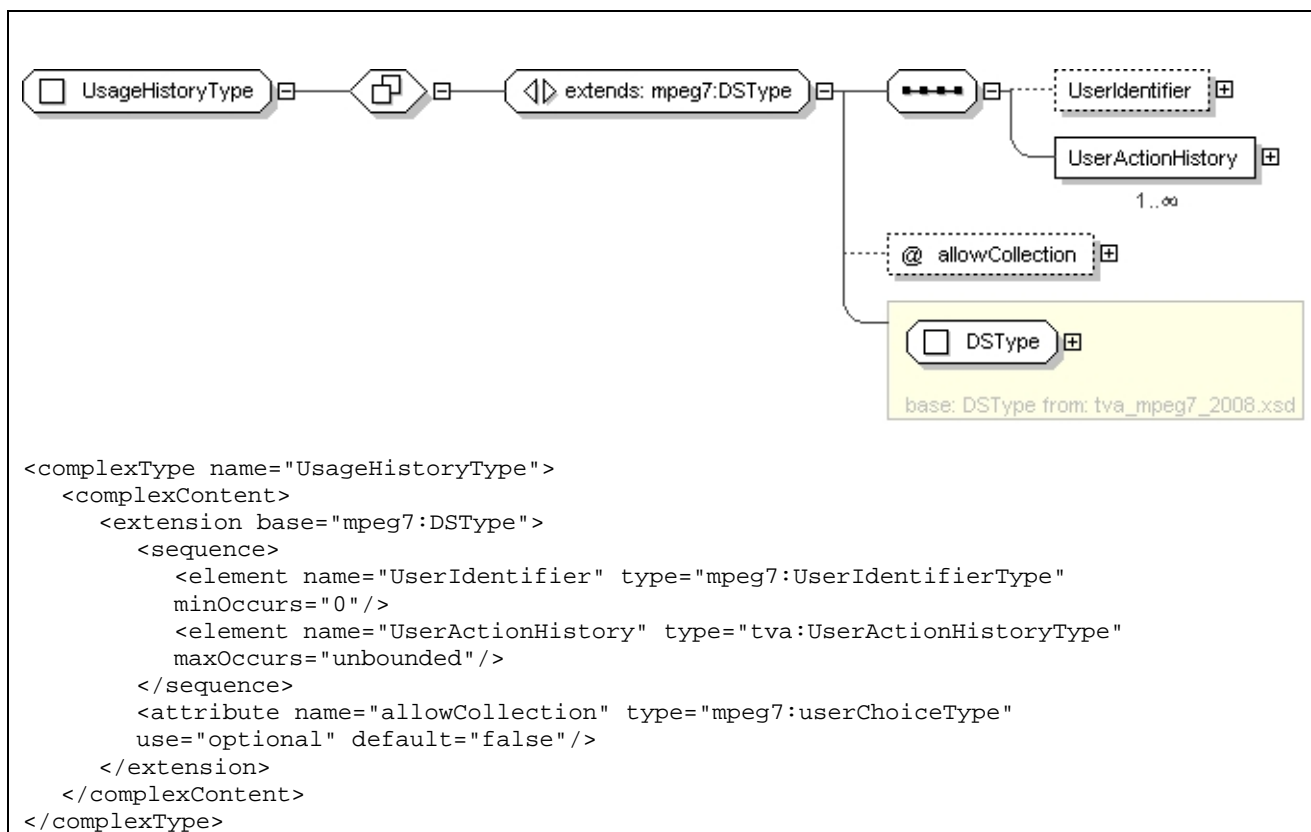 UsageHistoryType
extends: mpeg7:DSType
UserIdentifier
UserActionHistory
1..∞
@ allowCollection
DSType
base: DSType from: tva_mpeg7_2008.xsd
<complexType name="UsageHistoryType">
<complexContent>
<extension base="mpeg7:DSType">
<sequence>
<element name="UserIdentifier" type="mpeg7:UserIdentifierType"
minOccurs="0"/>
<element name="UserActionHistory" type="tva:UserActionHistoryType"
maxOccurs="unbounded"/>
</sequence>
<attribute name="allowCollection" type="mpeg7:userChoiceType"
use="optional" default="false"/>
</extension>
</complexContent>
</complexType>